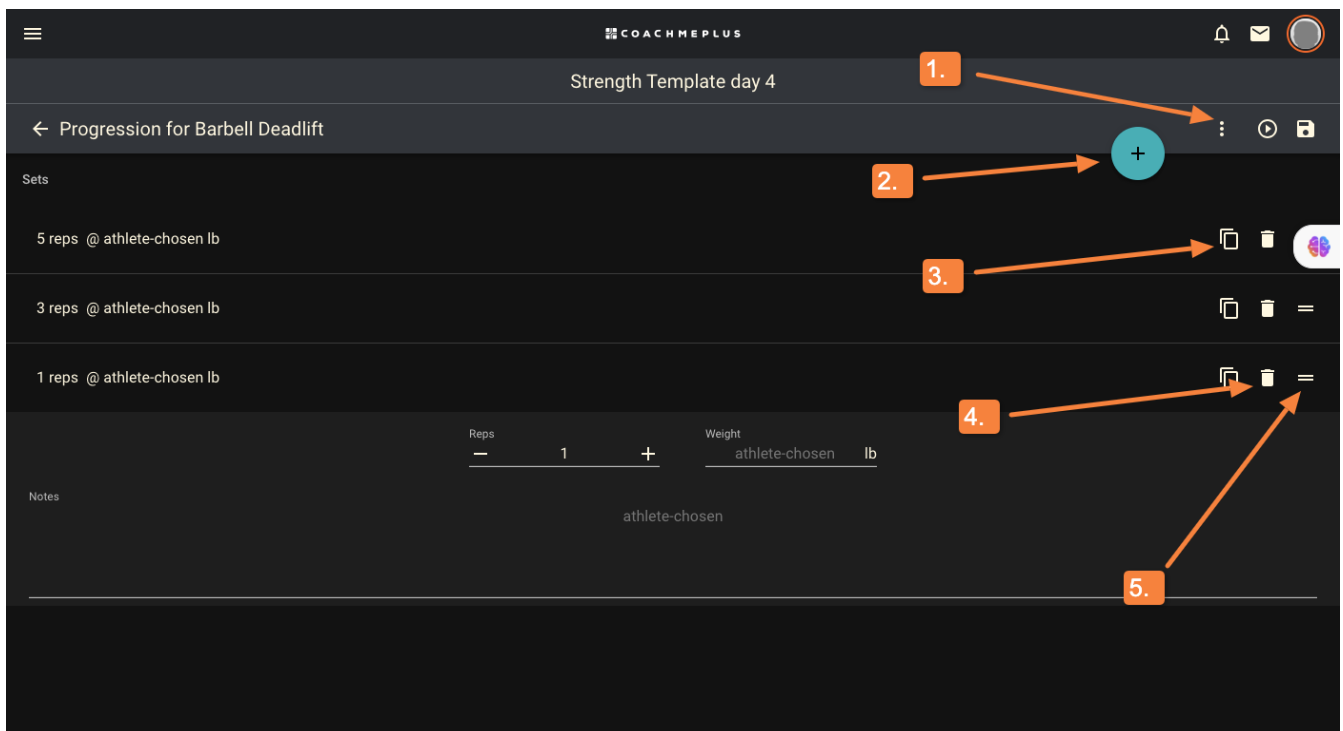 COACHMEPLUS
Strength Template day 4
1.
Progression for Barbell Deadlift
2.
Sets
5 reps @ athlete-chosen lb
3.
3 reps @ athlete-chosen lb
1 reps @ athlete-chosen lb
4.
Reps
Weight
1
athlete-chosen lb
Notes
athlete-chosen
5.